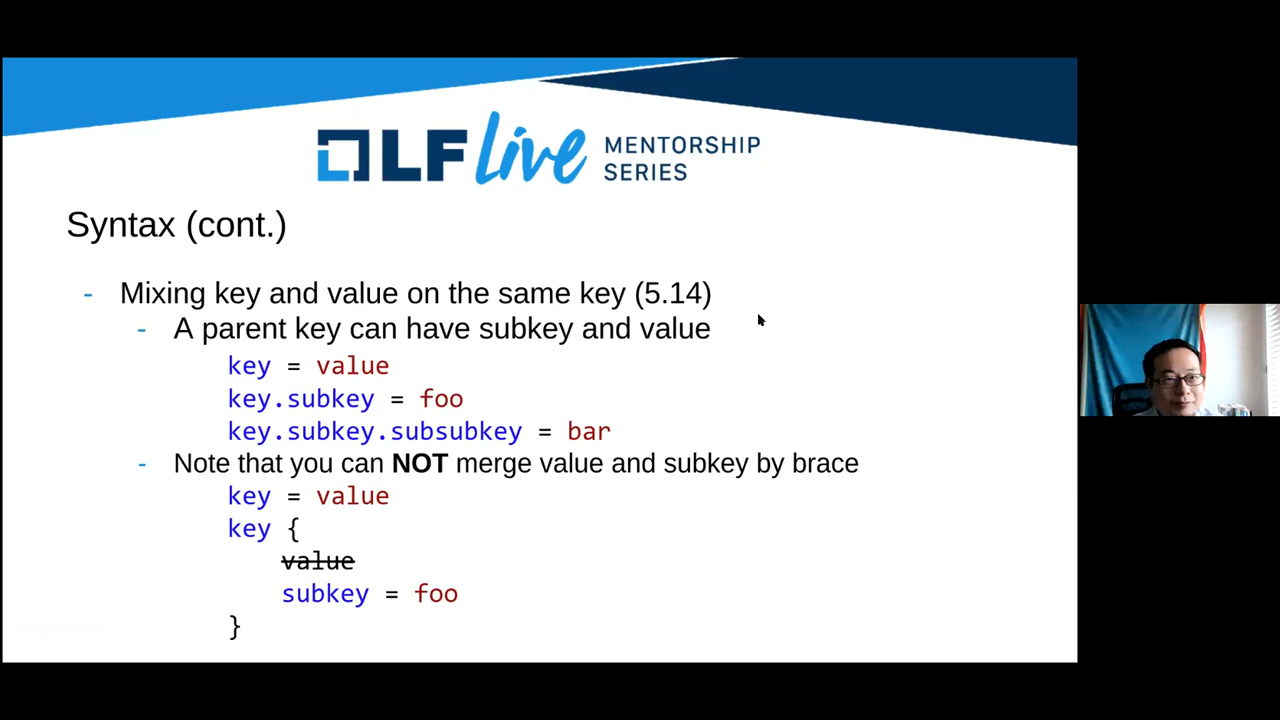 LF Live MENTORSHIP
SERIES
Syntax (cont.)
- Mixing key and value on the same key (5.14)
- A parent key can have subkey and value
key = value
key.subkey = foo
key.subkey.subsubkey = bar
- Note that you can NOT merge value and subkey by brace
key = value
key {
value
subkey = foo
}